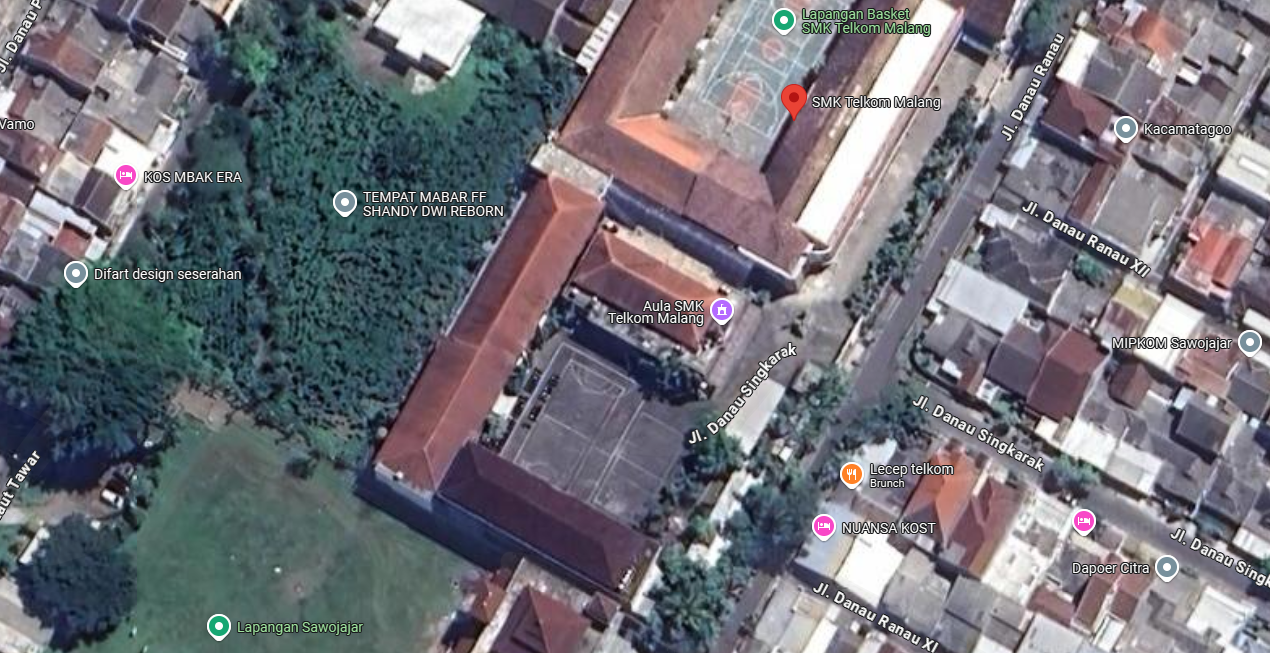 Jl. Danau
Lapangan Basket
SMK Telkom Malang
Jl. Danau Ranau
SMK Telkom Malang
Kacamatagoo
Vamo
KOS MBAK ERA
TEMPAT MABAR FF
SHANDY DWI REBORN
Jl. Danau Ranau XII
Difart design seserahan
Aula SMK
Telkom Malang
MIPKOM Sawojajar
Jl. Danau Singkarak
Jl. Danau Singkarak
Lecep telkom
Brunch
aut Tawar
NUANSA KOST
Jl. Danau Singk
Dapoer Citra
Jl. Danau Ranau XI
Lapangan Sawojajar